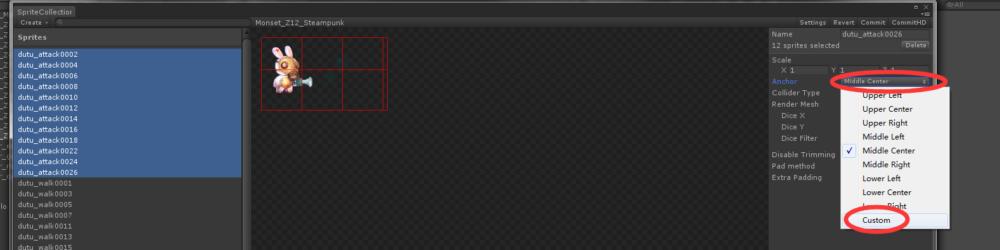 SpriteCollection
All
Create
Monset_Z12_Steampunk
Settings Revert Commit CommitHD
Sprites
Name dutu_attack0026
12 sprites selected Delete
dutu_attack0002
dutu_attack0004
dutu_attack0006
dutu_attack0008
dutu_attack0010
dutu_attack0012
dutu_attack0014
dutu_attack0016
dutu_attack0018
dutu_attack0022
dutu_attack0024
dutu_attack0026
dutu_walk0001
dutu_walk0003
dutu_walk0005
dutu_walk0007
dutu_walk0011
dutu_walk0013
dutu_walk0015
Scale
X 1 Y 1 Z 1
Anchor Middle Center
Collider Type
Render Mesh
Dice X
Dice Y
Dice Filter
Disable Trimming
Pad method
Extra Padding
Upper Left
Upper Center
Upper Right
Middle Left
Middle Center
Middle Right
Lower Left
Lower Center
Lower Right
Custom